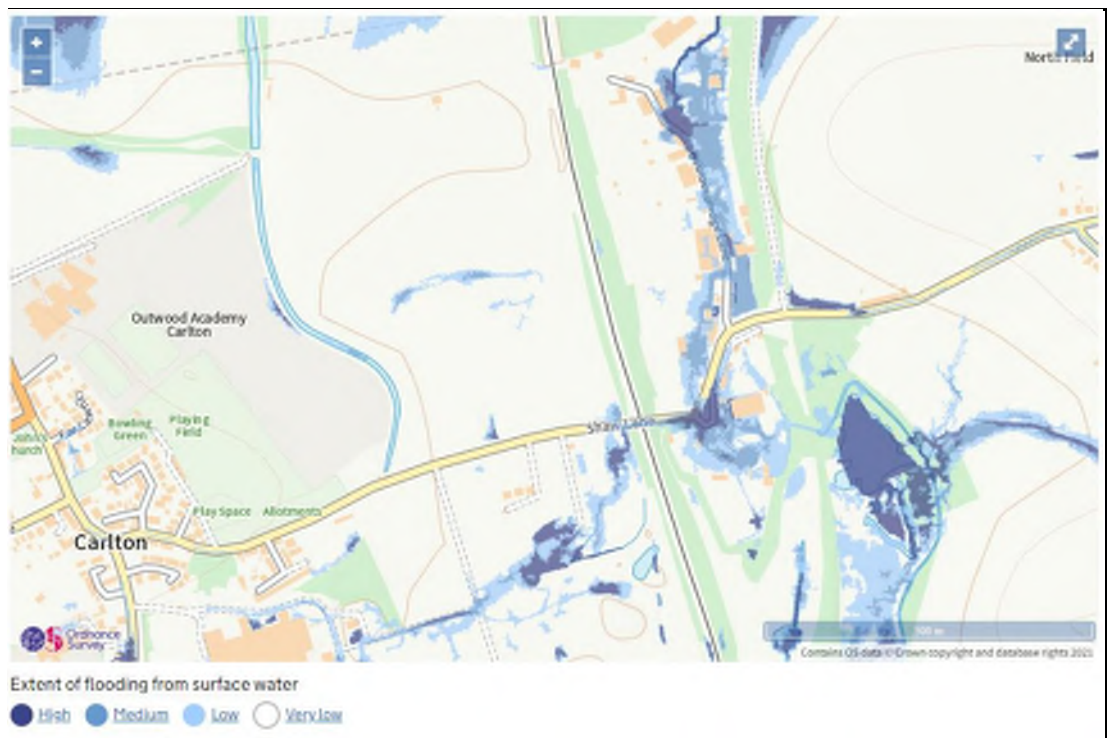 +
−
North Field
Outwood Academy
Carlton
Bowling
Green
Playing
Field
Church
Shaw Lane
Play Space
Allotments
Carlton
Ordnance
Survey
Contains OS data © Crown copyright and database rights 2021
Extent of flooding from surface water
High Medium Low Very low